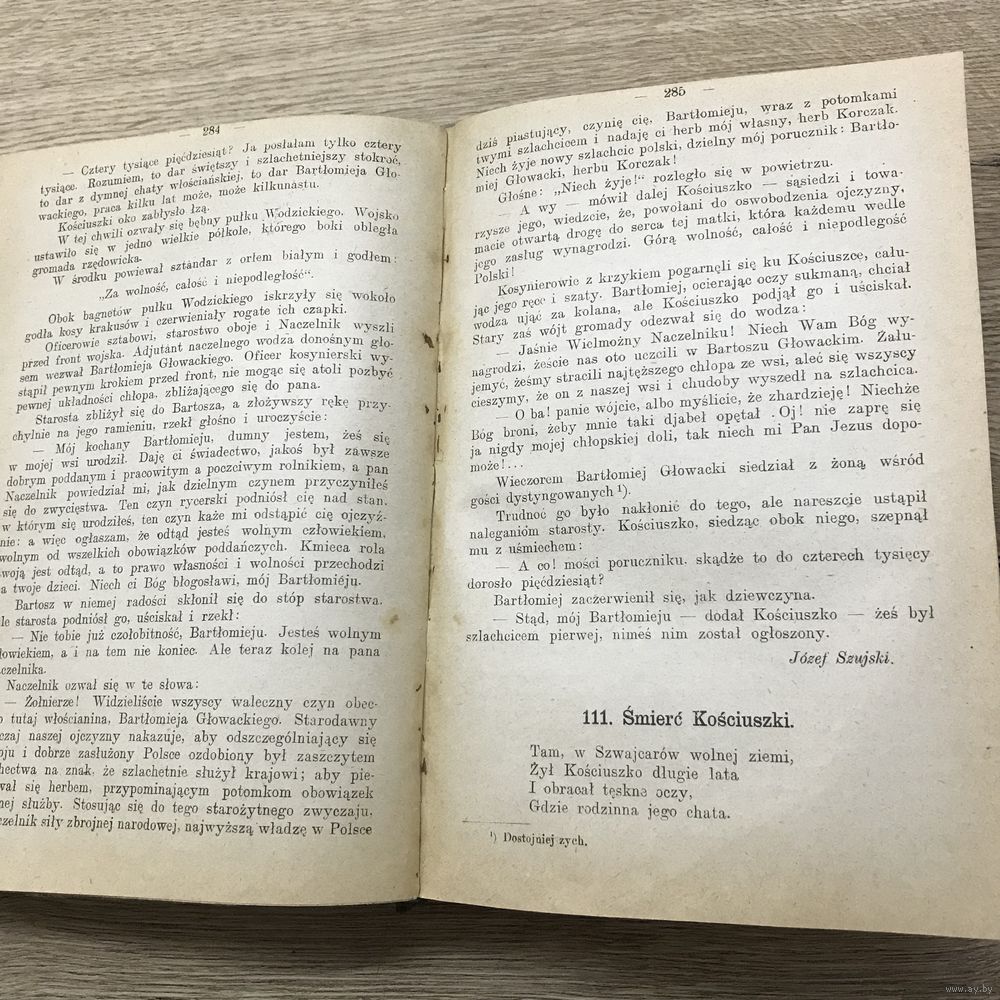 — 284 —
— Cztery tysiące pięćdziesiąt? Ja posłałam tylko cztery
tysiące. Rozumiem, to dar świętszy i szlachetniejszy stokroć,
to dar z dymnej chaty włościańskiej, to dar Bartłomieja Gło-
wackiego, praca kilku lat może, może kilkunastu.
Kościuszki oko zabłysło łzą.
W tej chwili ozwały się bębny pułku Wodzickiego. Wojsko
ustawiło się w jedno wielkie półkole, którego boki obległa
gromada rzędowicka.
W środku powiewał sztandar z orłem białym i godłem:
„Za wolność, całość i niepodległość“.
Obok bagnetów pułku Wodzickiego iskrzyły się wokoło
godła kosy krakusów i czerwieniały rogate ich czapki.
Oficerowie sztabowi, starostwo oboje i Naczelnik wyszli
przed front wojska. Adjutant naczelnego wodza donośnym gło-
sem wezwał Bartłomieja Głowackiego. Oficer kosynierski wy-
stąpił pewnym krokiem przed front, nie mogąc się atoli pozbyć
pewnej układności chłopa, zbliżającego się do pana.
Starosta zbliżył się do Bartosza, a złożywszy rękę przy-
chylnie na jego ramieniu, rzekł głośno i uroczyście:
— Mój kochany Bartłomieju, dumny jestem, żeś się
w mojej wsi urodził. Daję ci świadectwo, jakoś był zawsze
dobrym poddanym i pracowitym a poczciwym rolnikiem, a pan
Naczelnik powiedział mi, jak dzielnym czynem przyczyniłeś
się do zwycięstwa. Ten czyn rycerski podniósł cię nad stan.
w którym się urodziłeś, ten czyn każe mi odstąpić cię ojczyź-
nie: a więc ogłaszam, że odtąd jesteś wolnym człowiekiem,
wolnym od wszelkich obowiązków poddańczych. Kmieca rola
woją jest odtąd, a to prawo własności i wolności przechodzi
a twoje dzieci. Niech ci Bóg błogosławi, mój Bartłomieju.
Bartosz w niemej radości skłonił się do stóp starostwa.
le starosta podniósł go, uściskał i rzekł:
— Nie tobie już czołobitność, Bartłomieju. Jesteś wolnym
łowiekiem, a i na tem nie koniec. Ale teraz kolej na pana
czelnika.
Naczelnik ozwał się w te słowa:
— Żołnierze! Widzieliście wszyscy waleczny czyn obec-
o tutaj włościanina, Bartłomieja Głowackiego. Starodawny
czaj naszej ojczyzny nakazuje, aby odszczególniający się
oju i dobrze zasłużony Polsce ozdobiony był zaszczytem
hectwa na znak, że szlachetnie służył krajowi; aby pie-
wał się herbem, przypominającym potomkom obowiązek
nej służby. Stosując się do tego starożytnego zwyczaju,
czelnik siły zbrojnej narodowej, najwyższą władzę w Polsce
— 285 —
dziś piastujący, czynię cię, Bartłomieju, wraz z potomkami
twymi szlachcicem i nadaję ci herb mój własny, herb Korczak.
Niech żyje nowy szlachcic polski, dzielny mój porucznik: Bartło-
miej Głowacki, herbu Korczak!
Głośne: „Niech żyje!“ rozległo się w powietrzu.
— A wy — mówił dalej Kościuszko — sąsiedzi i towa-
rzysze jego, wiedzcie, że, powołani do oswobodzenia ojczyzny,
macie otwartą drogę do serca tej matki, która każdemu wedle
jego zasług wynagrodzi. Górą wolność, całość i niepodległość
Polski!
Kosynierowie z krzykiem pogarnęli się ku Kościuszce, cału-
jąc jego ręce i szaty. Bartłomiej, ocierając oczy sukmaną, chciał
wodza ująć za kolana, ale Kościuszko podjął go i uściskał.
Stary zaś wójt gromady odezwał się do wodza:
— Jaśnie Wielmożny Naczelniku! Niech Wam Bóg wy-
nagrodzi, żeście nas oto uczcili w Bartoszu Głowackim. Żału-
jemyć, żeśmy stracili najtęższego chłopa ze wsi, aleć się wszyscy
cieszymy, że on z naszej wsi i chudoby wyszedł na szlachcica.
— O ba! panie wójcie, albo myślicie, że zhardzieję! Niechże
Bóg broni, żeby mnie taki djabeł opętał. Oj! nie zaprę się
ja nigdy mojej chłopskiej doli, tak niech mi Pan Jezus dopo-
może!...
Wieczorem Bartłomiej Głowacki siedział z żoną wśród
gości dystyngowanych ¹).
Trudnoć go było nakłonić do tego, ale nareszcie ustąpił
naleganiom starosty. Kościuszko, siedząc obok niego, szepnął
mu z uśmiechem:
— A co! mości poruczniku. skądże to do czterech tysięcy
dorosło pięćdziesiąt?
Bartłomiej zaczerwienił się, jak dziewczyna.
— Stąd, mój Bartłomieju — dodał Kościuszko — żeś był
szlachcicem pierwej, nimeś nim został ogłoszony.
Józef Szujski.
111. Śmierć Kościuszki.
Tam, w Szwajcarów wolnej ziemi,
Żył Kościuszko długie lata
I obracał tęskne oczy,
Gdzie rodzinna jego chata.
¹) Dostojniejszych.
www.ay.by